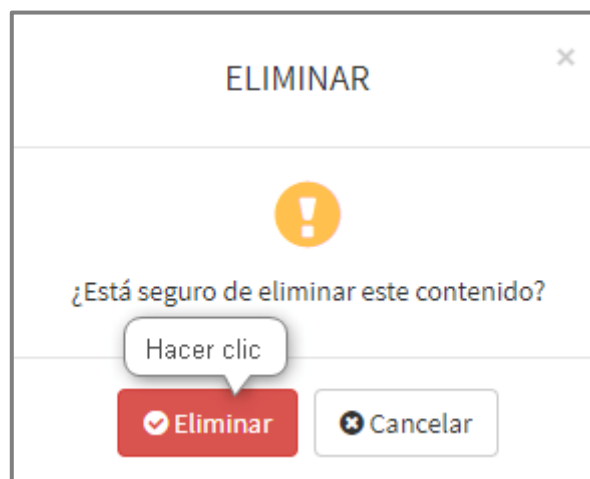 ELIMINAR
¿Está seguro de eliminar este contenido?
Hacer clic
Eliminar
Cancelar